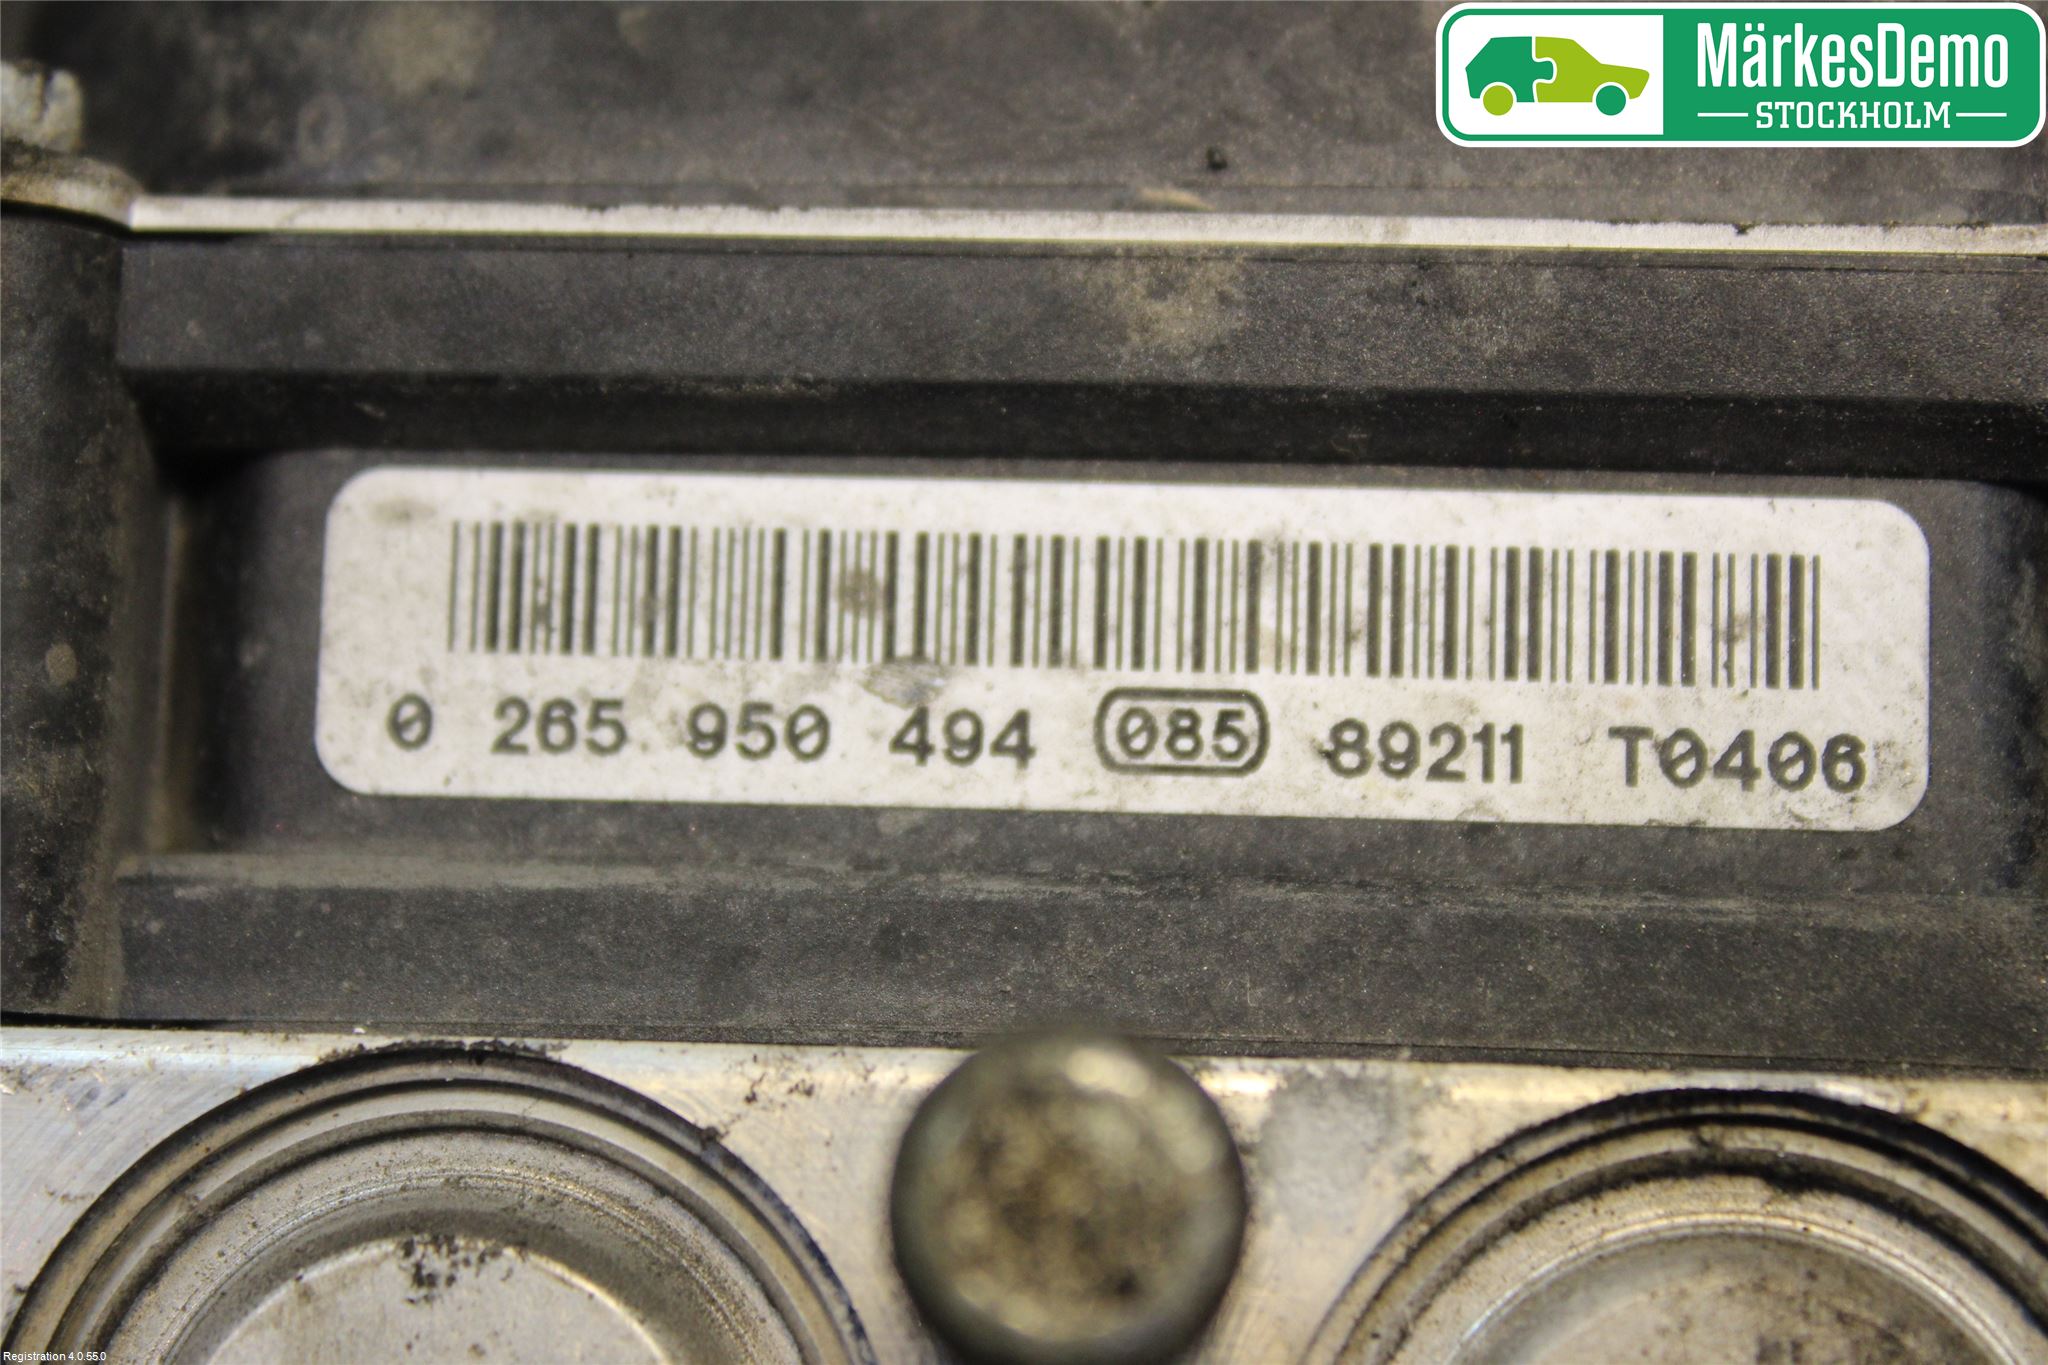 MärkesDemo
STOCKHOLM
0 265 950 494 085 89211 T0406
Registration 4.0.55.0